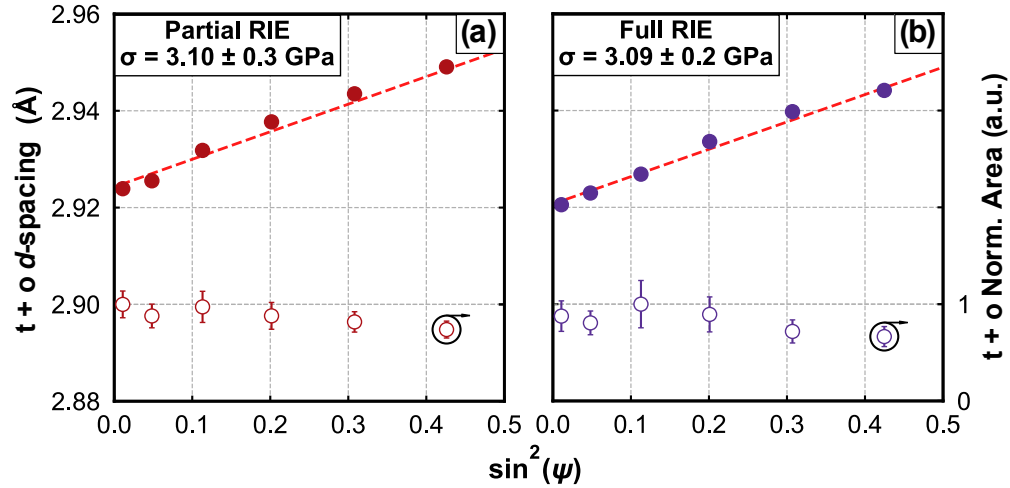 Partial RIE
σ = 3.10 ± 0.3 GPa
(a)
Full RIE
σ = 3.09 ± 0.2 GPa
(b)
t + o d-spacing (Å)
2.96
2.94
2.92
2.90
2.88
0.0 0.1 0.2 0.3 0.4 0.5
0.0 0.1 0.2 0.3 0.4 0.5
1
0
t + o Norm. Area (a.u.)
sin²(ψ)